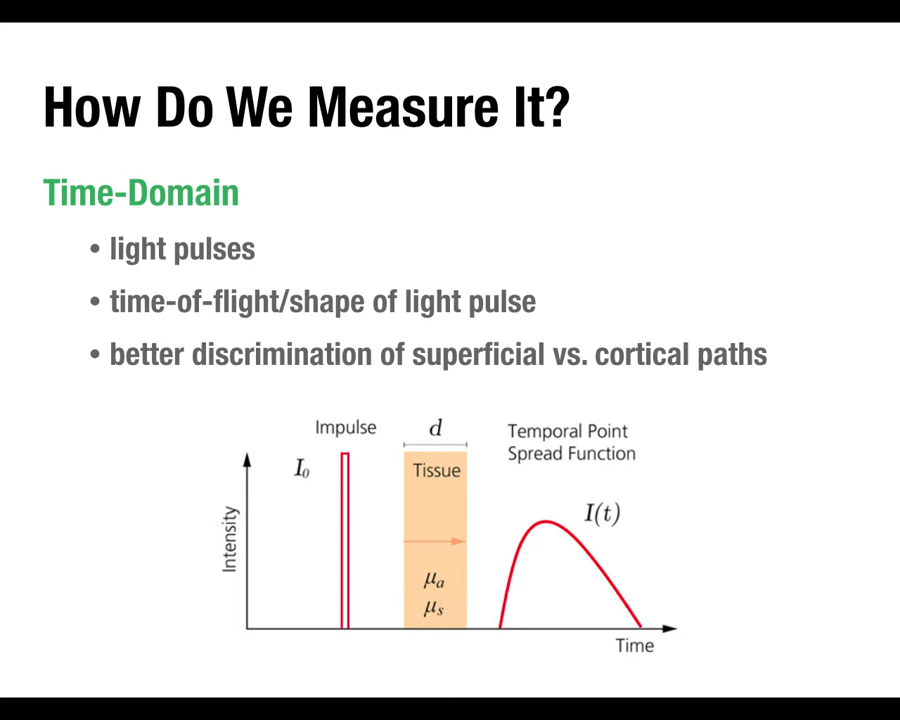 How Do We Measure It?
Time-Domain
• light pulses
• time-of-flight/shape of light pulse
• better discrimination of superficial vs. cortical paths
Impulse
d
Temporal Point
Spread Function
I₀
Tissue
I(t)
Intensity
μₐ
μₛ
Time